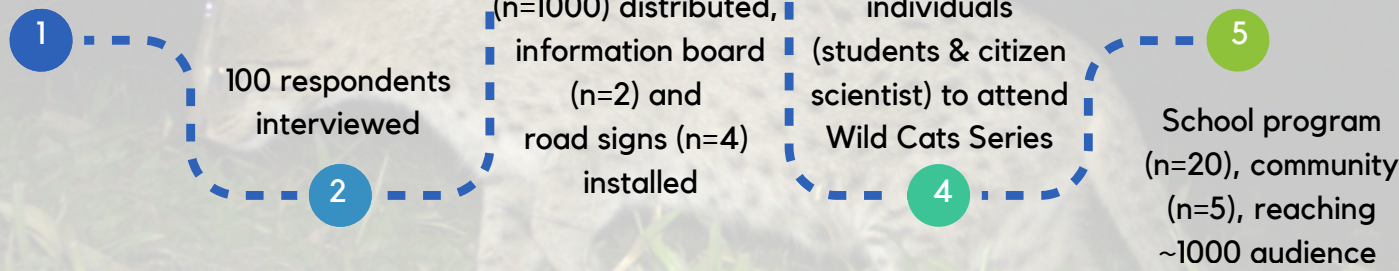 1
100 respondents
interviewed
2
(n=1000) distributed,
information board
(n=2) and
road signs (n=4)
installed
individuals
(students & citizen
scientist) to attend
Wild Cats Series
4
5
School program
(n=20), community
(n=5), reaching
~1000 audience